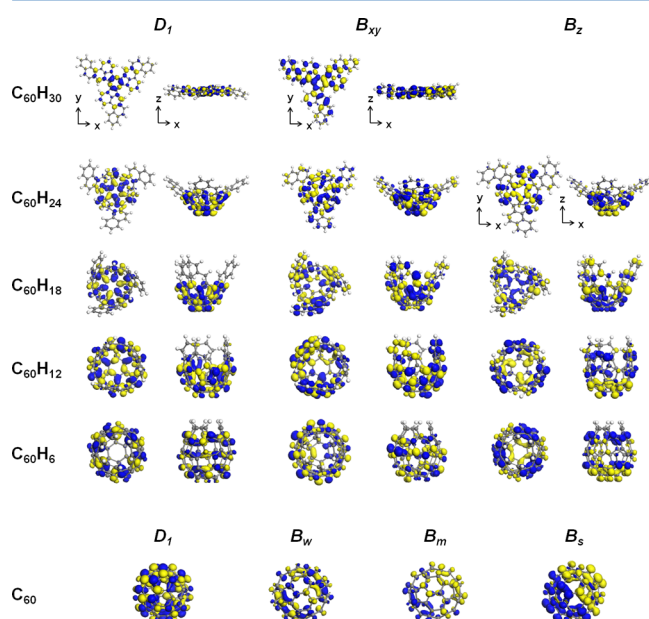 D₁ Bxy Bz
C₆₀H₃₀
y x z x y x z x
C₆₀H₂₄
y x z x
C₆₀H₁₈
C₆₀H₁₂
C₆₀H₆
D₁ Bw Bm Bs
C₆₀